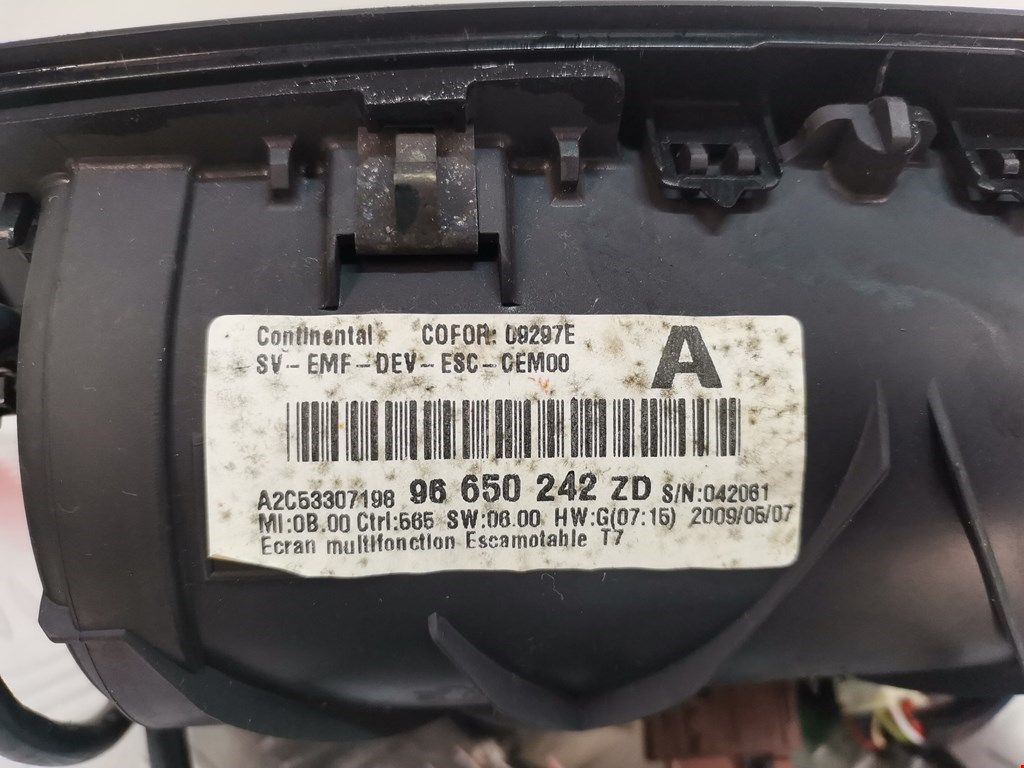 Continental COFOR: 09297E
A
SV-EMF-DEV-ESC-CEM00
A2C53307198 96 650 242 ZD S/N:042061
MI:0B.00 Ctrl:565 SW:06.00 HW:G(07:15) 2009/05/07
Ecran multifonction Escamotable T7